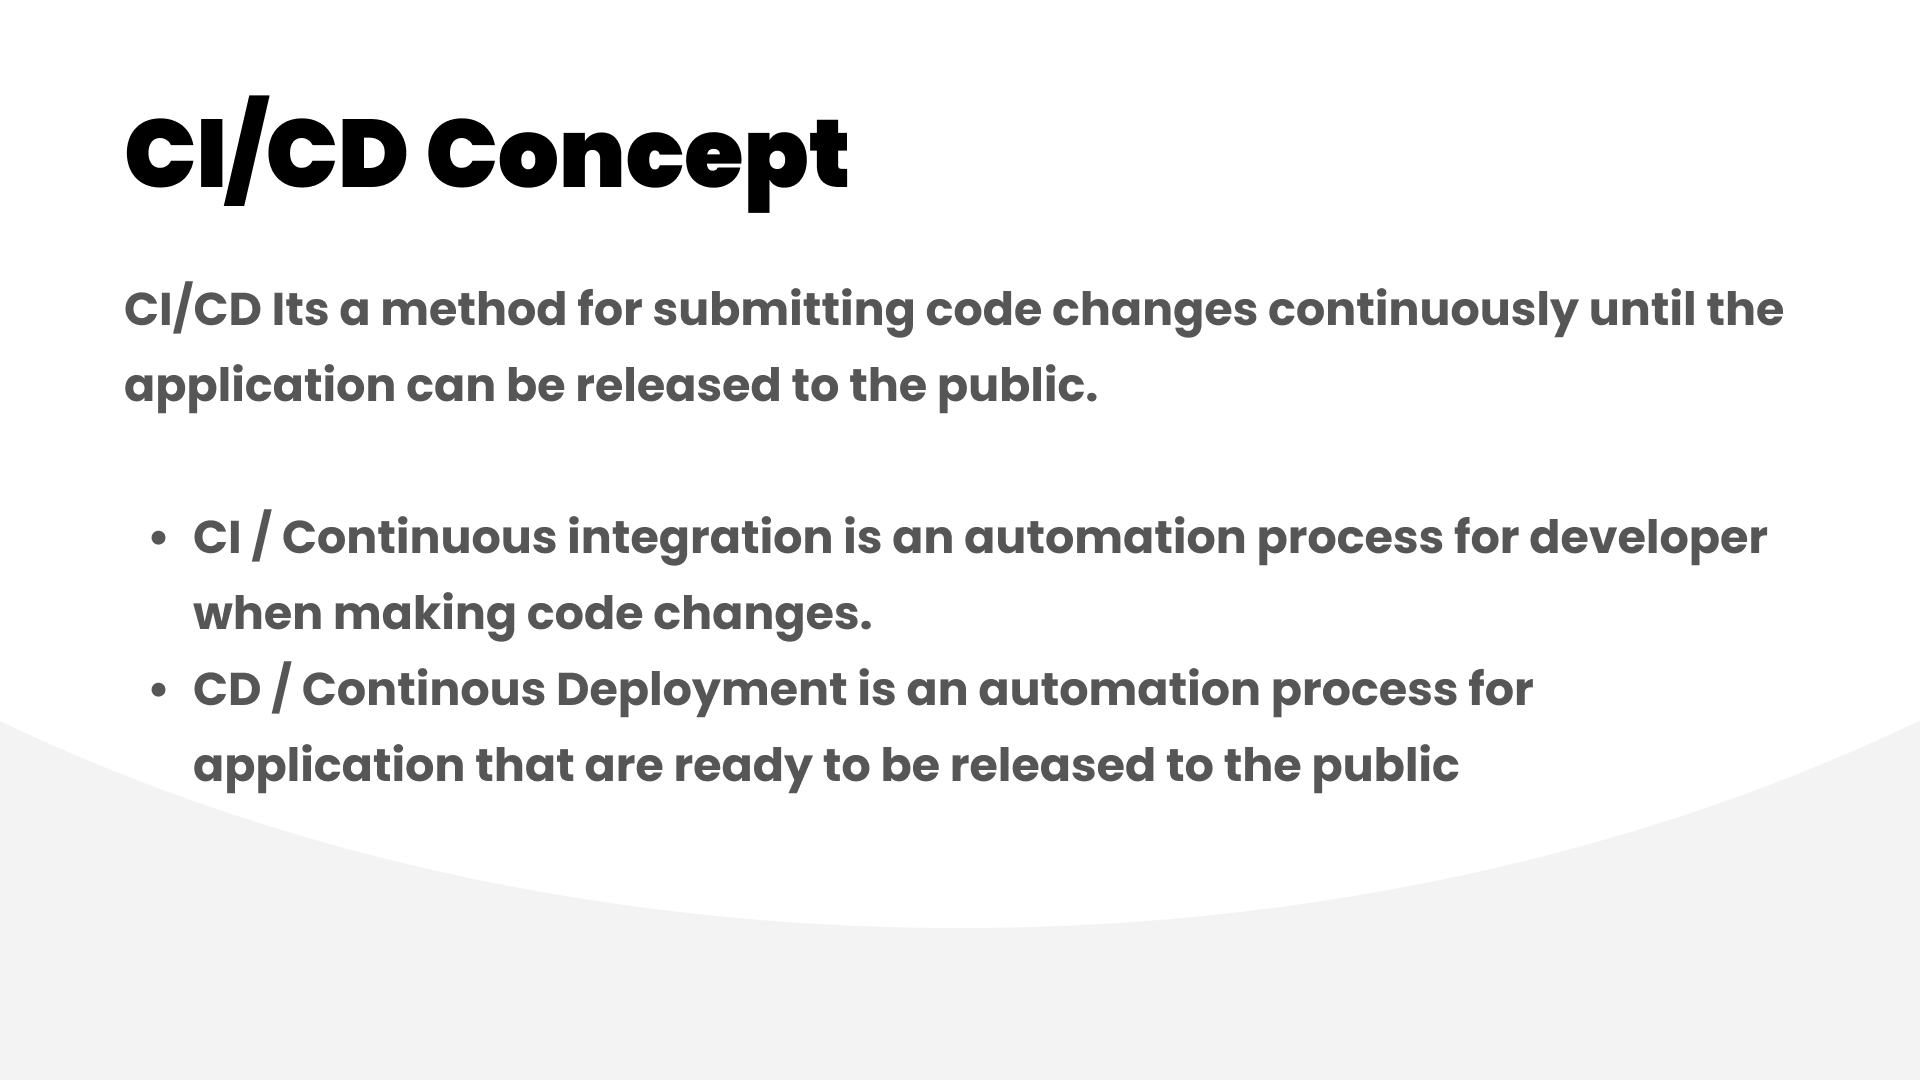 CI/CD Concept
CI/CD Its a method for submitting code changes continuously until the
application can be released to the public.
• CI / Continuous integration is an automation process for developer
when making code changes.
• CD / Continous Deployment is an automation process for
application that are ready to be released to the public